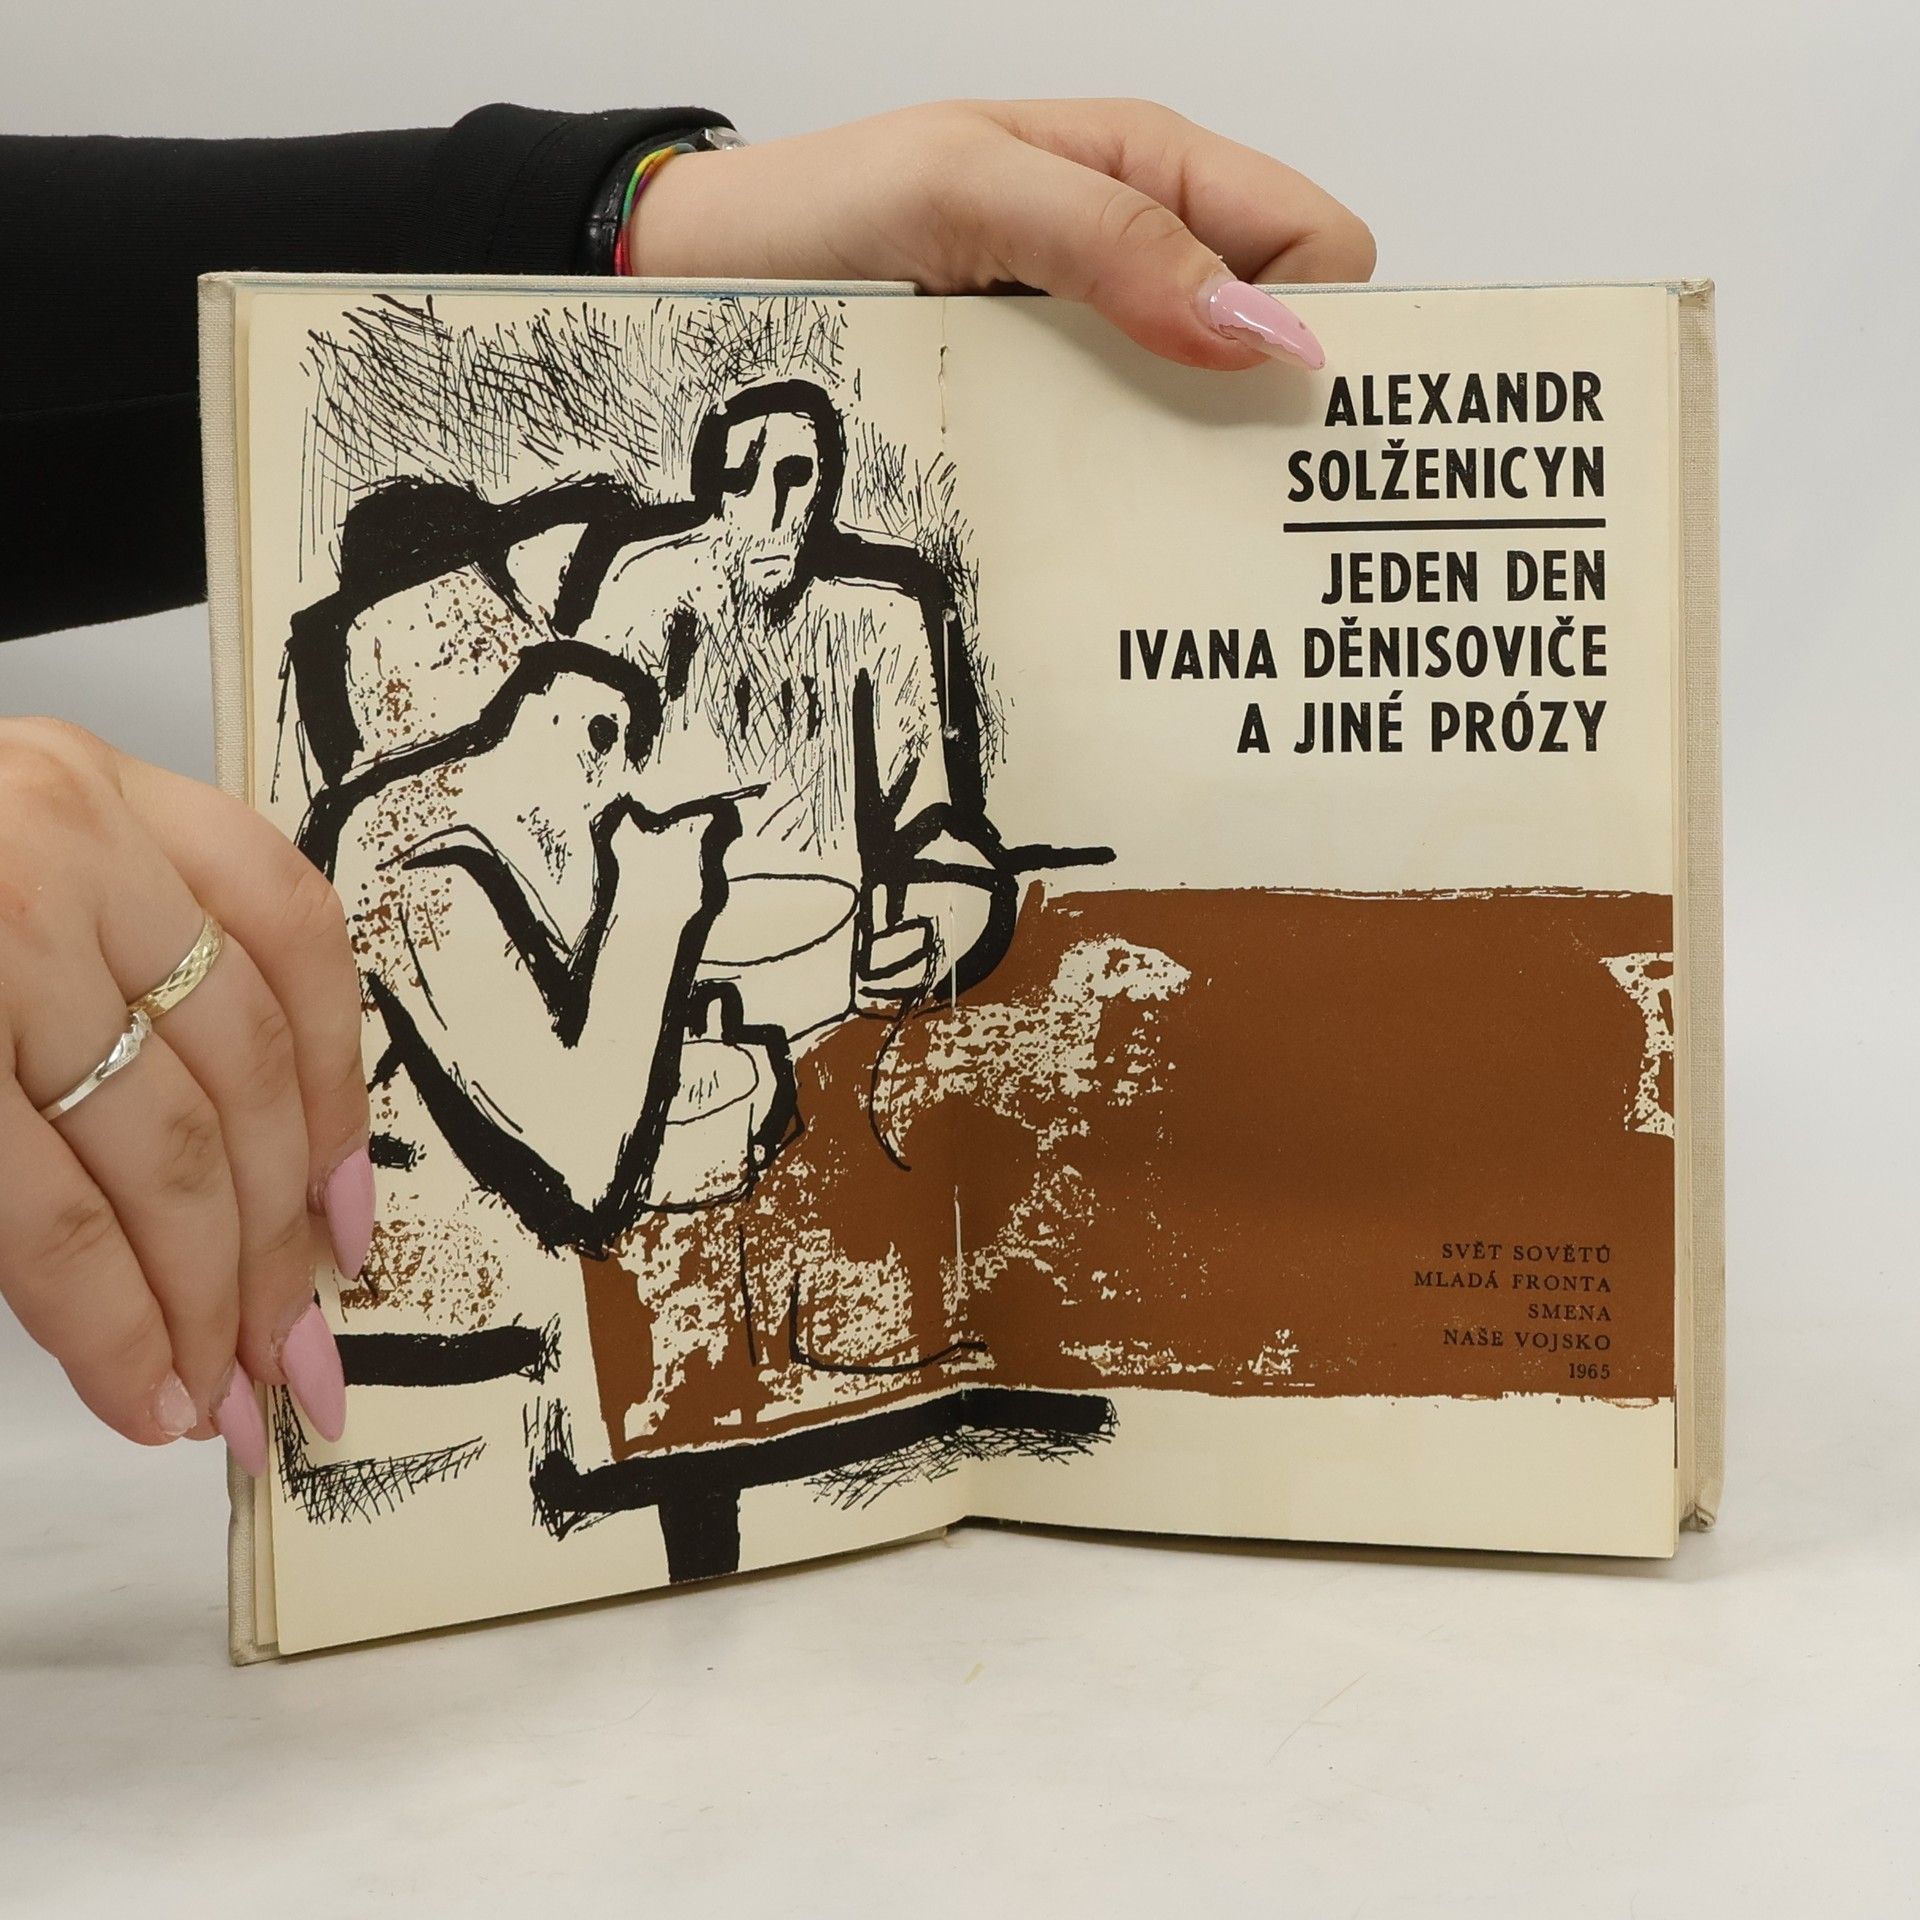 ALEXANDR
SOLŽENICYN
JEDEN DEN
IVANA DĚNISOVIČE
A JINÉ PRÓZY
SVĚT SOVĚTŮ
MLADÁ FRONTA
SMENA
NAŠE VOJSKO
1965